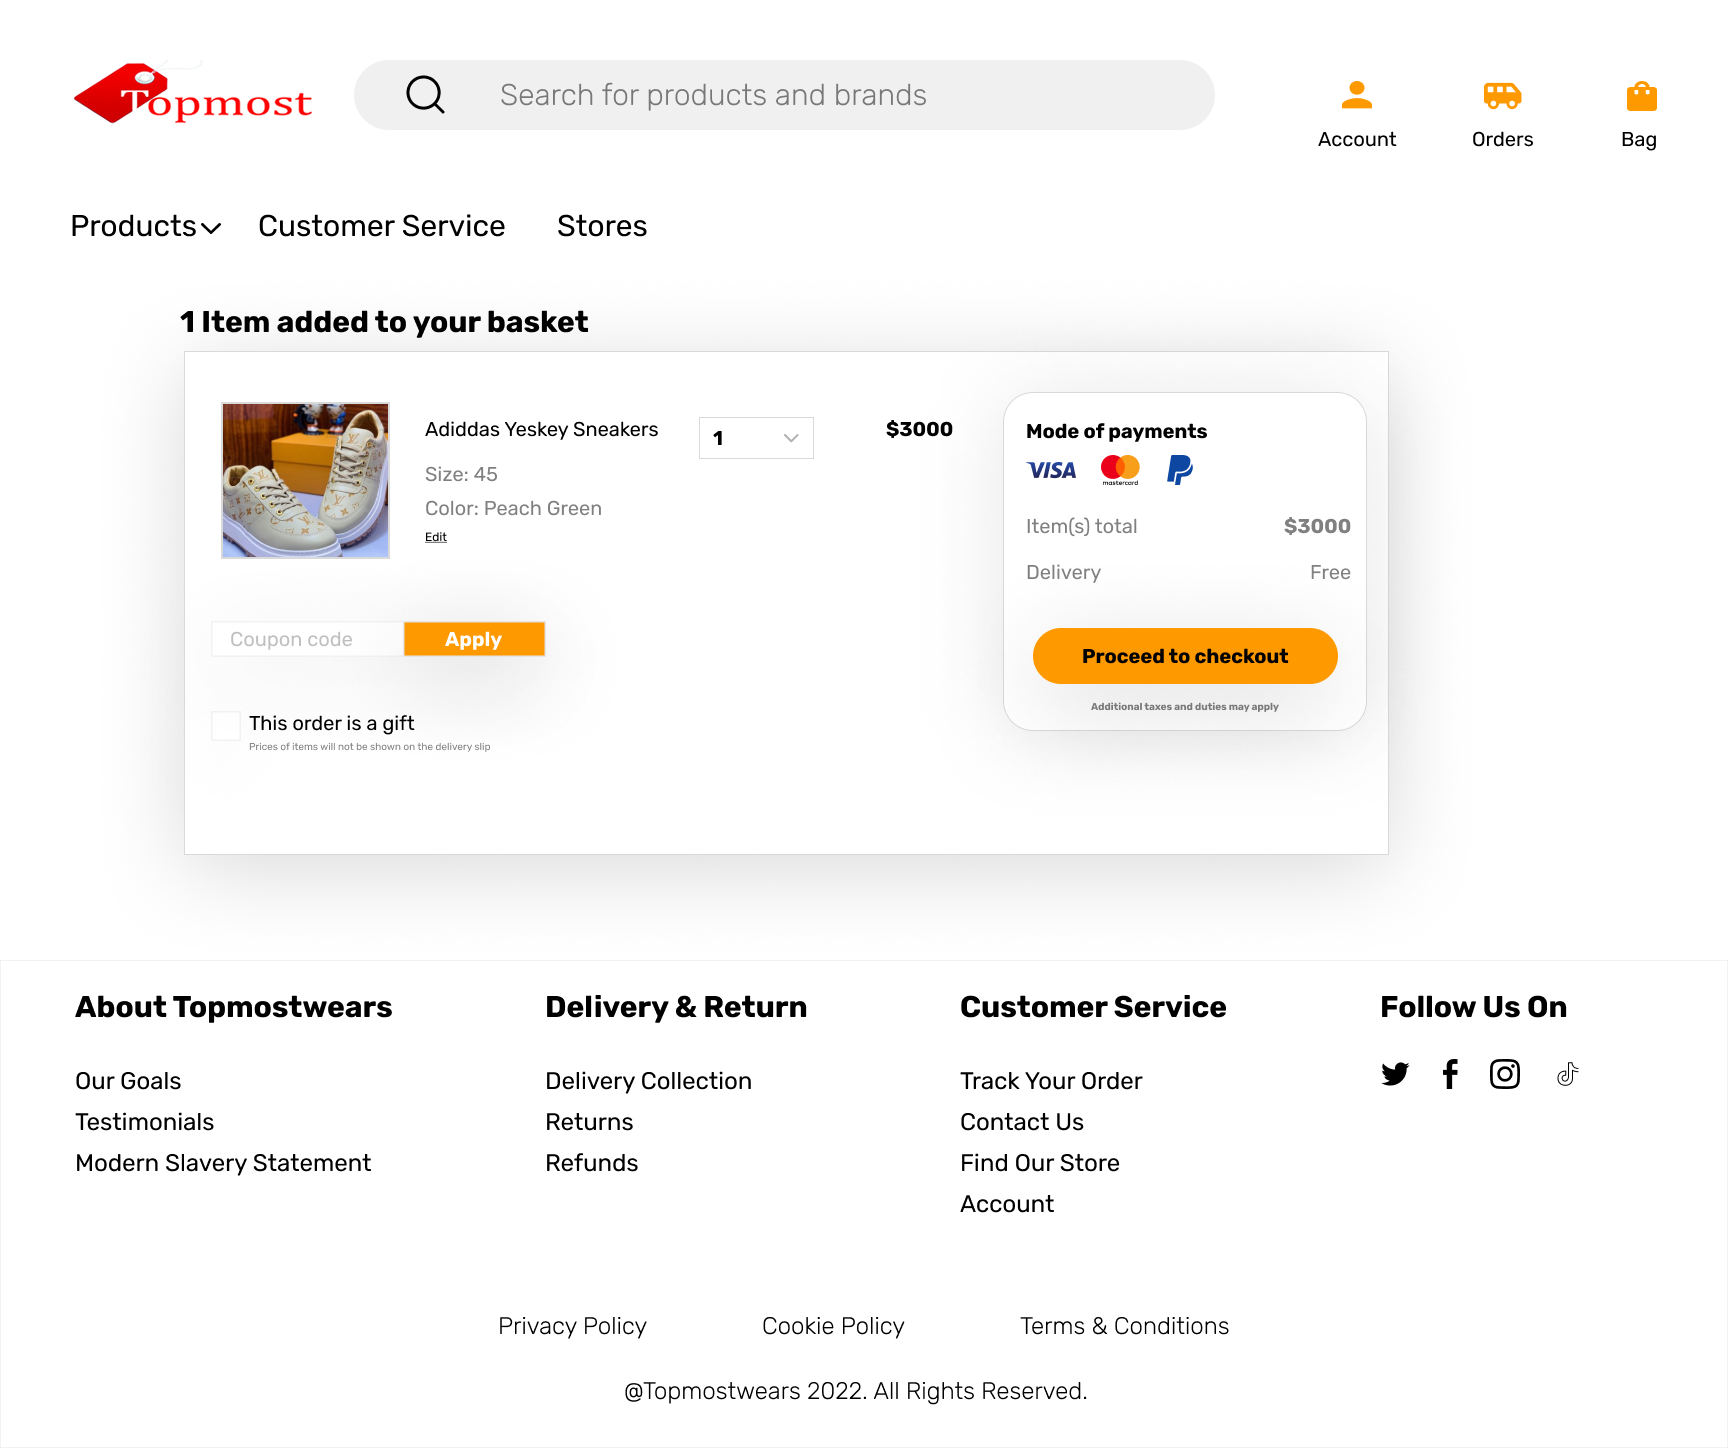 Topmost
Search for products and brands
Account
Orders
Bag
Products
Customer Service
Stores
1 Item added to your basket
Adiddas Yeskey Sneakers
1
$3000
Size: 45
Color: Peach Green
Edit
Coupon code
Apply
This order is a gift
Prices of items will not be shown on the delivery slip
Mode of payments
VISA
mastercard
Item(s) total
$3000
Delivery
Free
Proceed to checkout
Additional taxes and duties may apply
About Topmostwears
Our Goals
Testimonials
Modern Slavery Statement
Delivery & Return
Delivery Collection
Returns
Refunds
Customer Service
Track Your Order
Contact Us
Find Our Store
Account
Follow Us On
Privacy Policy
Cookie Policy
Terms & Conditions
@Topmostwears 2022. All Rights Reserved.